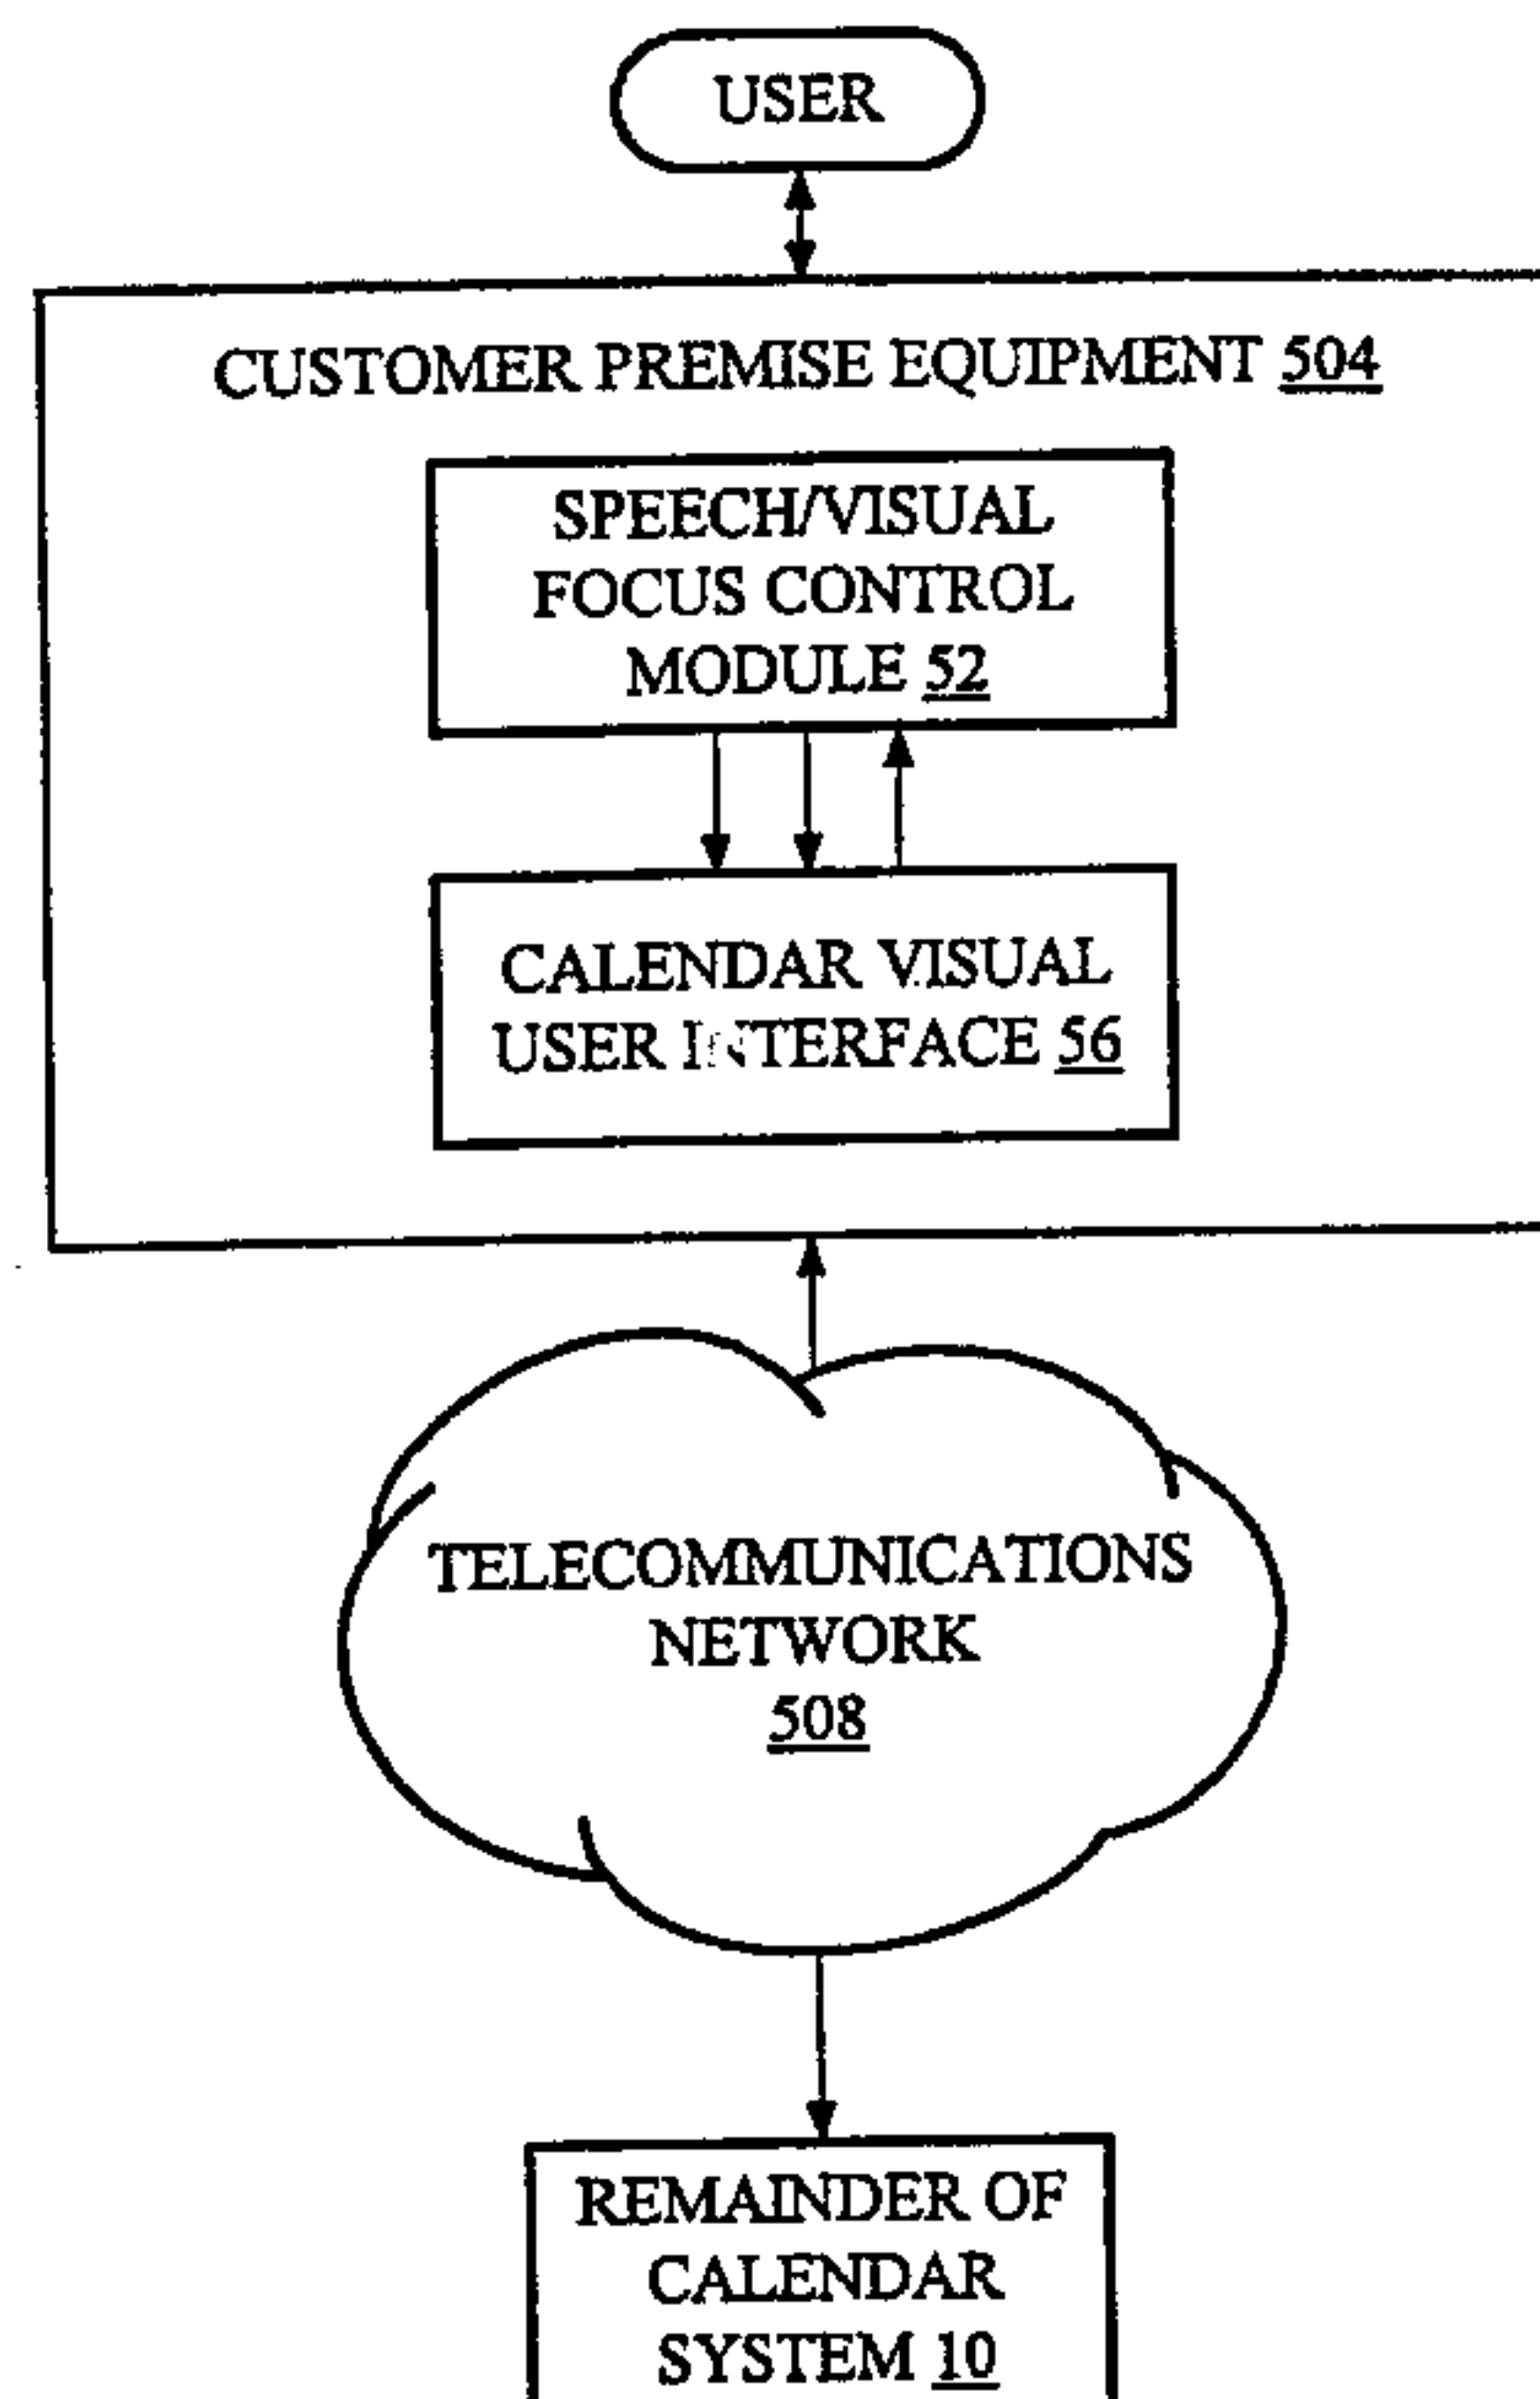 USER
CUSTOMER PREMISE EQUIPMENT 504
SPEECH/VISUAL
FOCUS CONTROL
MODULE 52
CALENDAR VISUAL
USER INTERFACE 56
TELECOMMUNICATIONS
NETWORK
508
REMAINDER OF
CALENDAR
SYSTEM 10